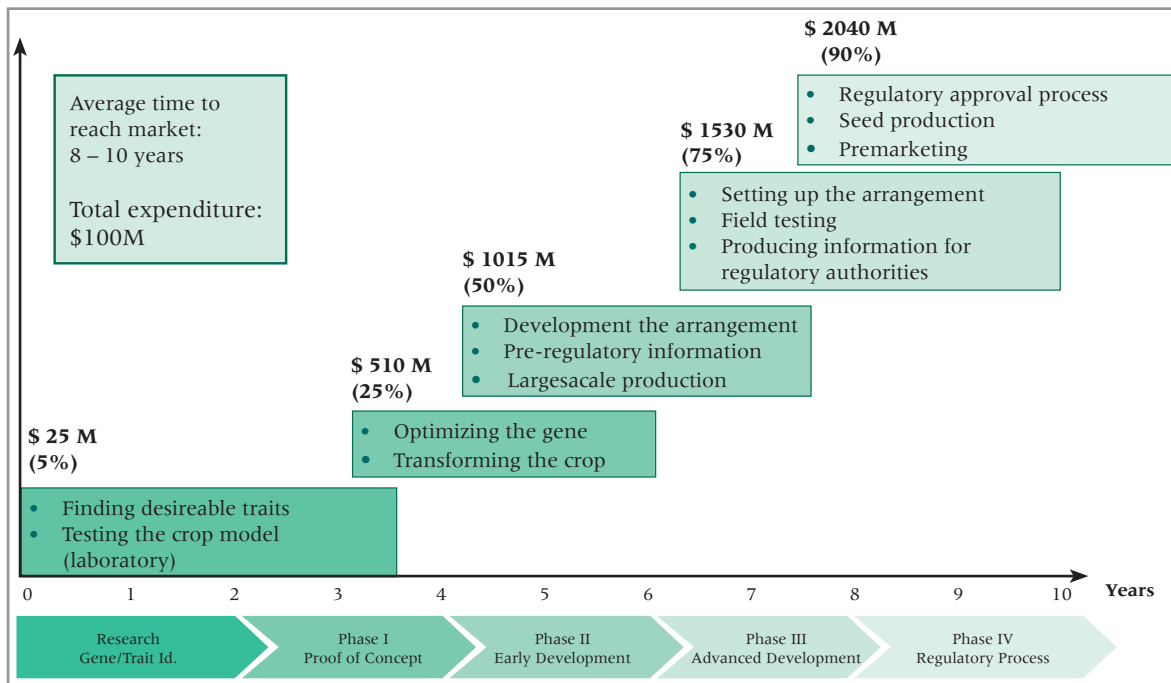 $ 2040 M
(90%)
• Regulatory approval process
• Seed production
• Premarketing
Average time to
reach market:
8 – 10 years
Total expenditure:
$100M
$ 1530 M
(75%)
• Setting up the arrangement
• Field testing
• Producing information for
regulatory authorities
$ 1015 M
(50%)
• Development the arrangement
• Pre-regulatory information
• Largesacale production
$ 510 M
(25%)
• Optimizing the gene
• Transforming the crop
$ 25 M
(5%)
• Finding desireable traits
• Testing the crop model
(laboratory)
0 1 2 3 4 5 6 7 8 9 10 Years
Research
Gene/Trait Id.
Phase I
Proof of Concept
Phase II
Early Development
Phase III
Advanced Development
Phase IV
Regulatory Process